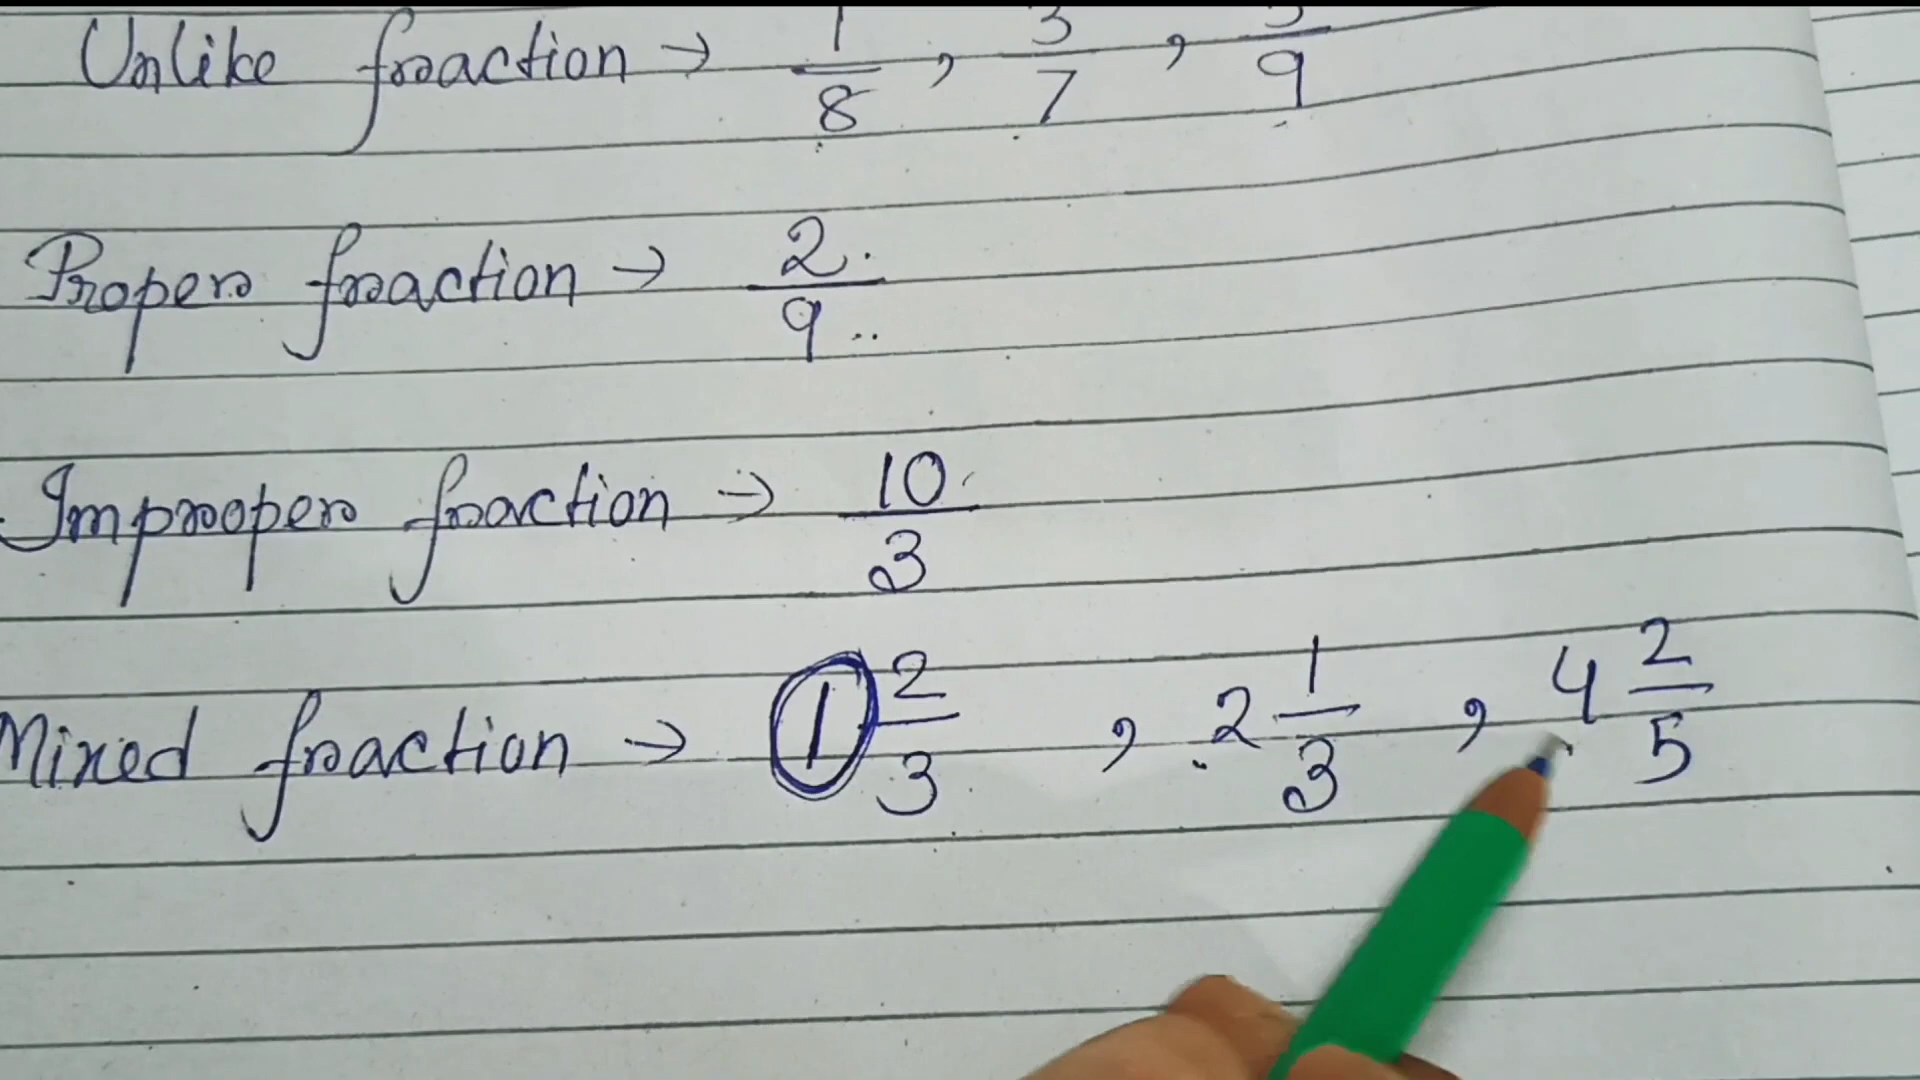 Unlike fraction → 1/8, 3/7, 5/9
Proper fraction → 2/9
Improper fraction → 10/3
Mixed fraction → 1 2/3, 2 1/3, 4 2/5